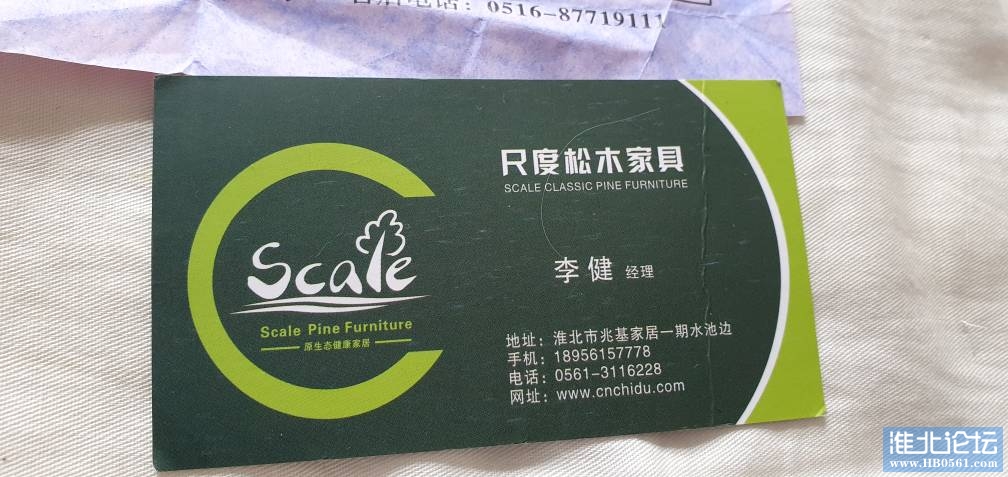 电话：0516-87719111
尺度松木家具
SCALE CLASSIC PINE FURNITURE
Scale
Scale Pine Furniture
原生态健康家居
李健 经理
地址：淮北市兆基家居一期水池边
手机：18956157778
电话：0561-3116228
网址：www.cnchidu.com
淮北论坛
www.HB0561.com